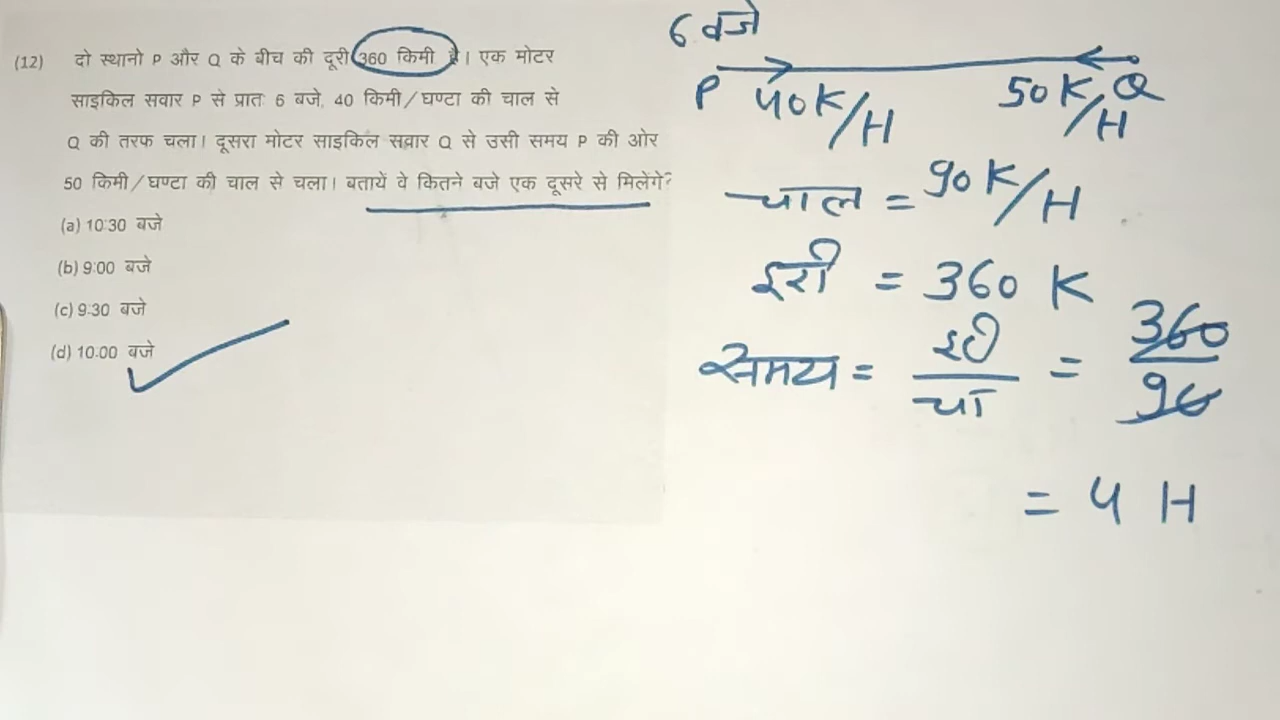 (12) दो स्थानो P और Q के बीच की दूरी 360 किमी है। एक मोटर
साइकिल सवार P से प्रातः 6 बजे, 40 किमी/घण्टा की चाल से
Q की तरफ चला। दूसरा मोटर साइकिल सवार Q से उसी समय P की ओर
50 किमी/घण्टा की चाल से चला। बतायें वे कितने बजे एक दूसरे से मिलेंगे?
(a) 10:30 बजे
(b) 9:00 बजे
(c) 9:30 बजे
(d) 10:00 बजे
6 बजे
P 40K/H 50K/H Q
चाल = 90K/H
दूरी = 360 K
समय = दूरी/चा = 360/90
= 4 H